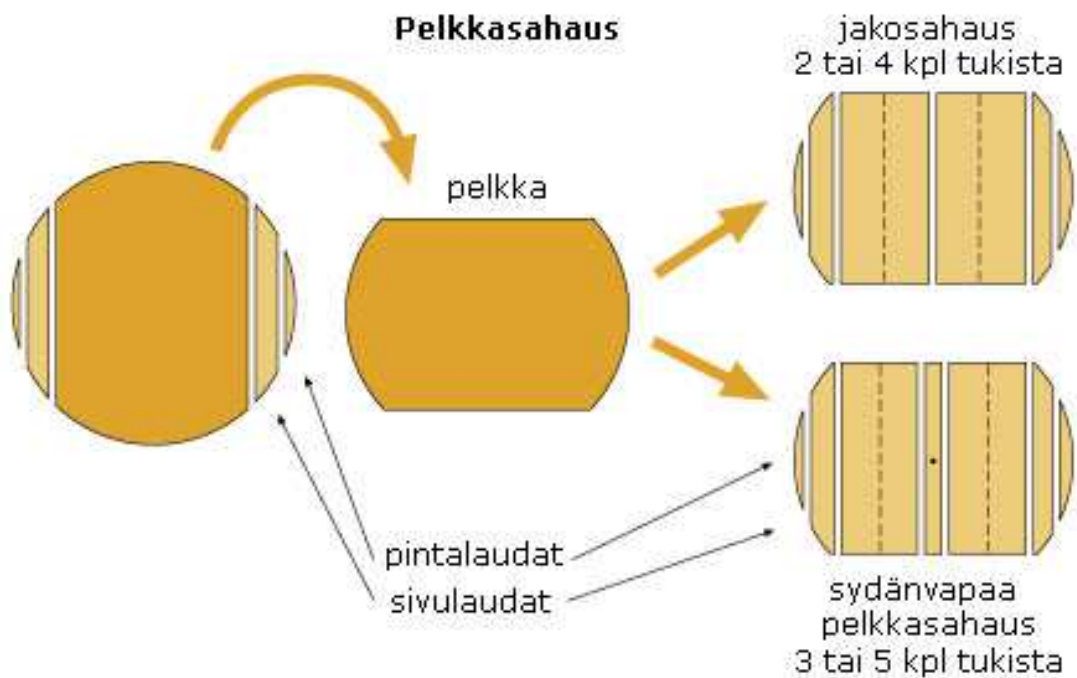 Pelkkasahaus
jakosahaus
2 tai 4 kpl tukista
pelkka
pintalaudat
sivulaudat
sydänvapaa
pelkkasahaus
3 tai 5 kpl tukista